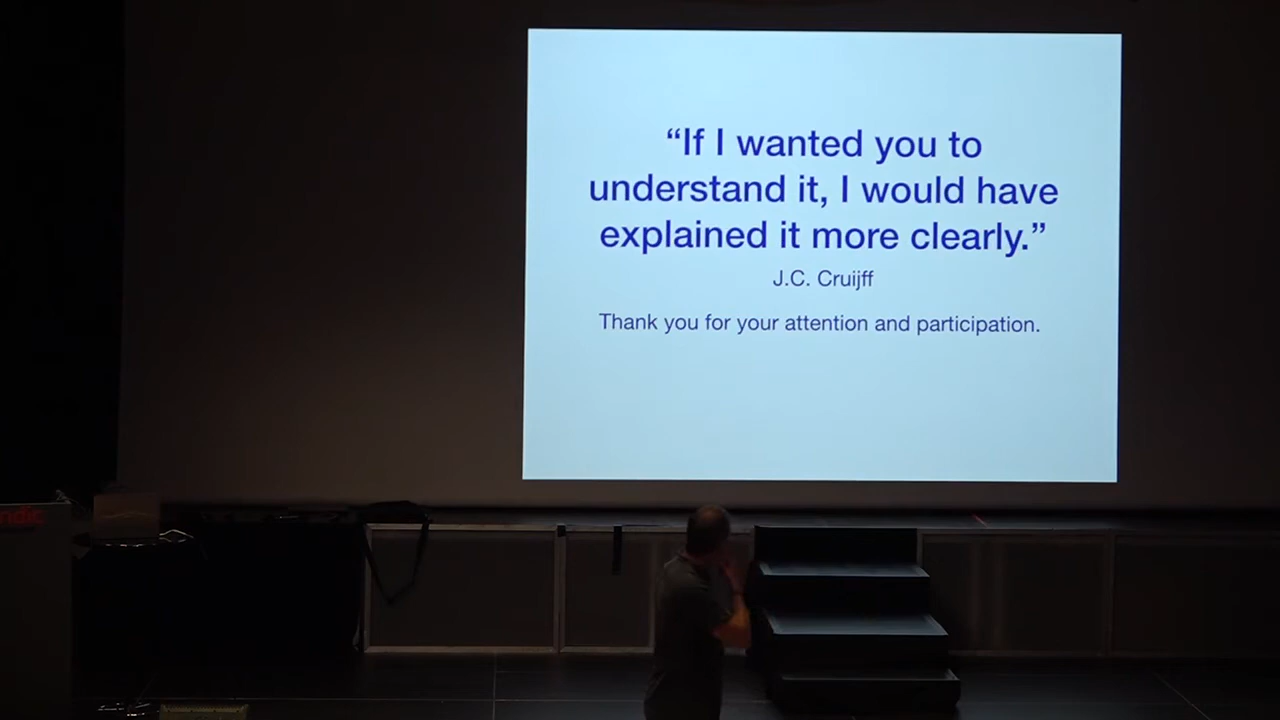 “If I wanted you to
understand it, I would have
explained it more clearly.”
J.C. Cruijff
Thank you for your attention and participation.